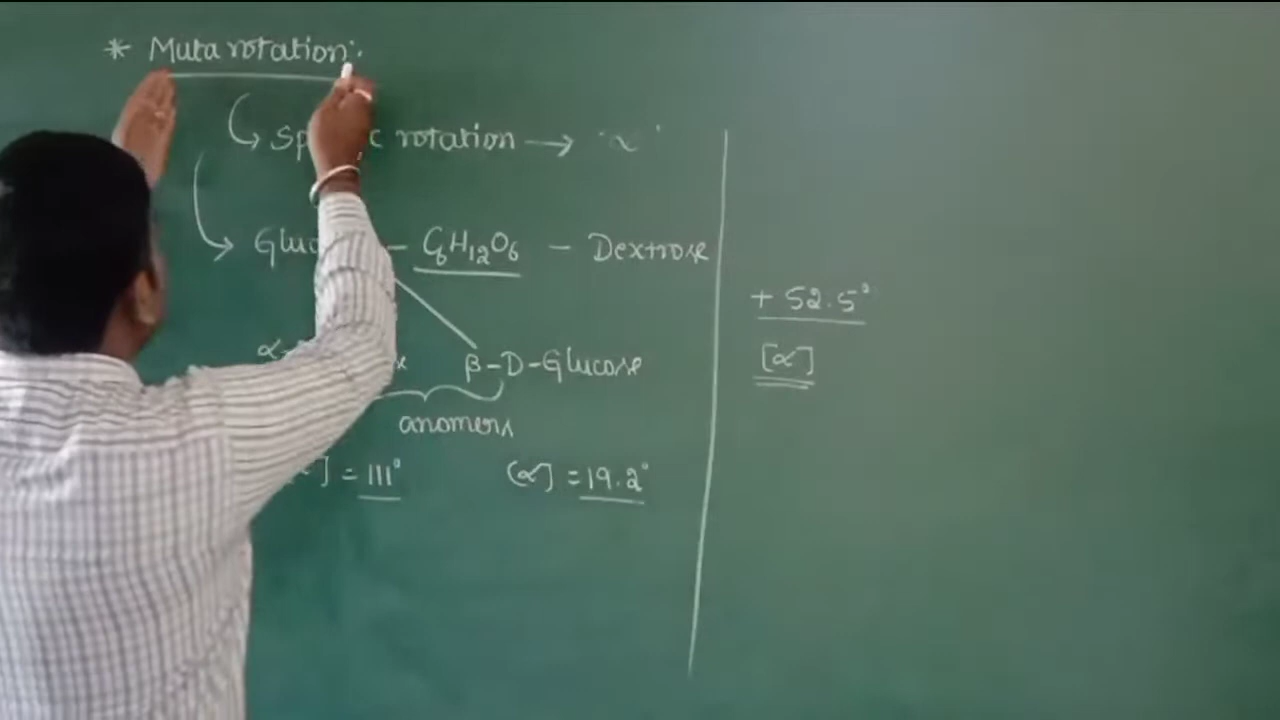 * Muta rotation:
rotation → 'α'
- C6H12O6 - Dextrose
β-D-Glucose
anomers
] = 111° [α] = 19.2°
+ 52.5°
[α]